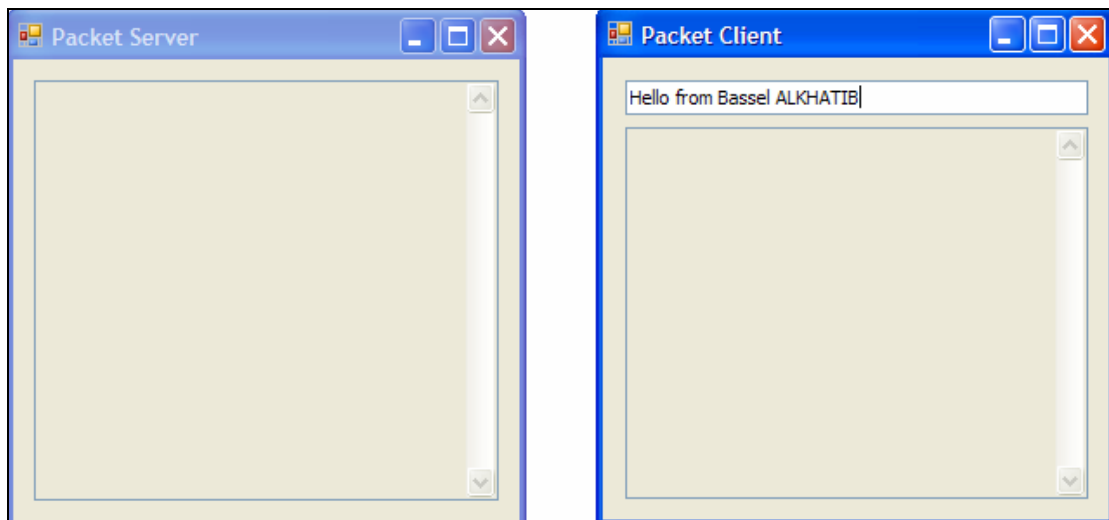 Packet Server
Packet Client
Hello from Bassel ALKHATIB